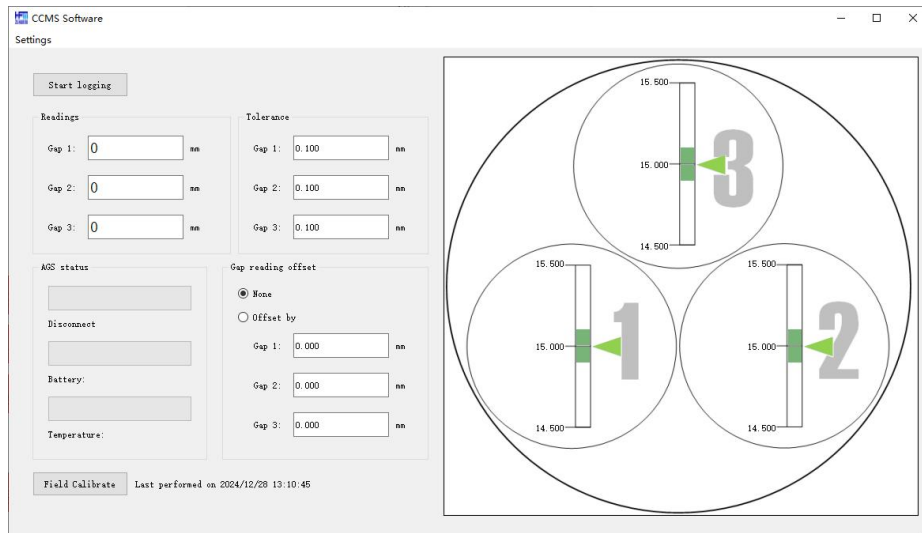 CCMS Software
Settings
Start logging
Readings
Gap 1: 0 mm
Gap 2: 0 mm
Gap 3: 0 mm
Tolerance
Gap 1: 0.100 mm
Gap 2: 0.100 mm
Gap 3: 0.100 mm
AGS status
Disconnect
Battery:
Temperature:
Gap reading offset
None
Offset by
Gap 1: 0.000 mm
Gap 2: 0.000 mm
Gap 3: 0.000 mm
Field Calibrate Last performed on 2024/12/28 13:10:45
15.500
15.000 3
14.500
15.500
15.000 1
14.500
15.500
15.000 2
14.500